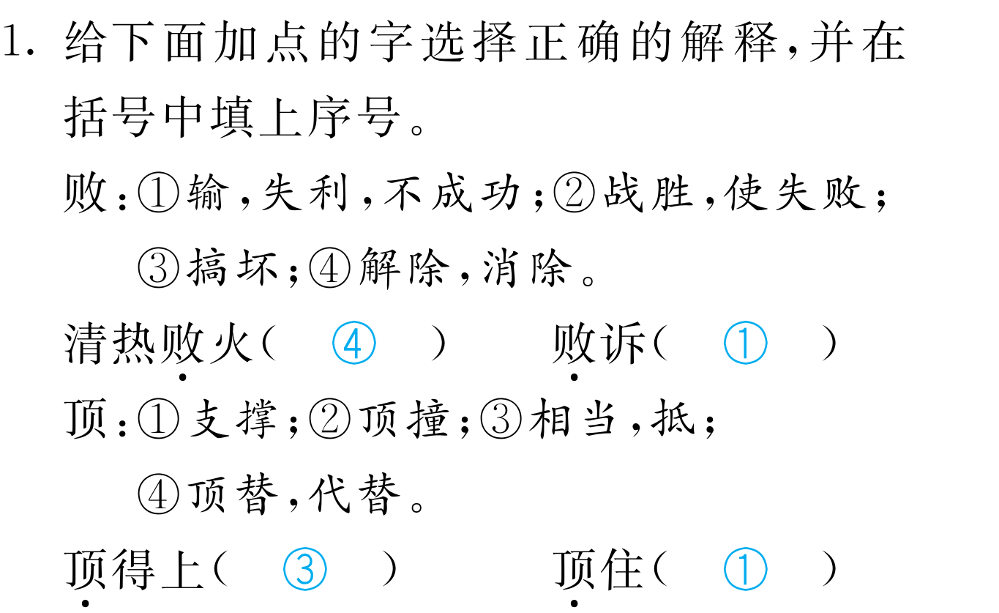 1. 给下面加点的字选择正确的解释,并在
括号中填上序号。
败:①输,失利,不成功;②战胜,使失败;
③搞坏;④解除,消除。
清热败火( ④ ) 败诉( ① )
顶:①支撑;②顶撞;③相当,抵;
④顶替,代替。
顶得上( ③ ) 顶住( ① )